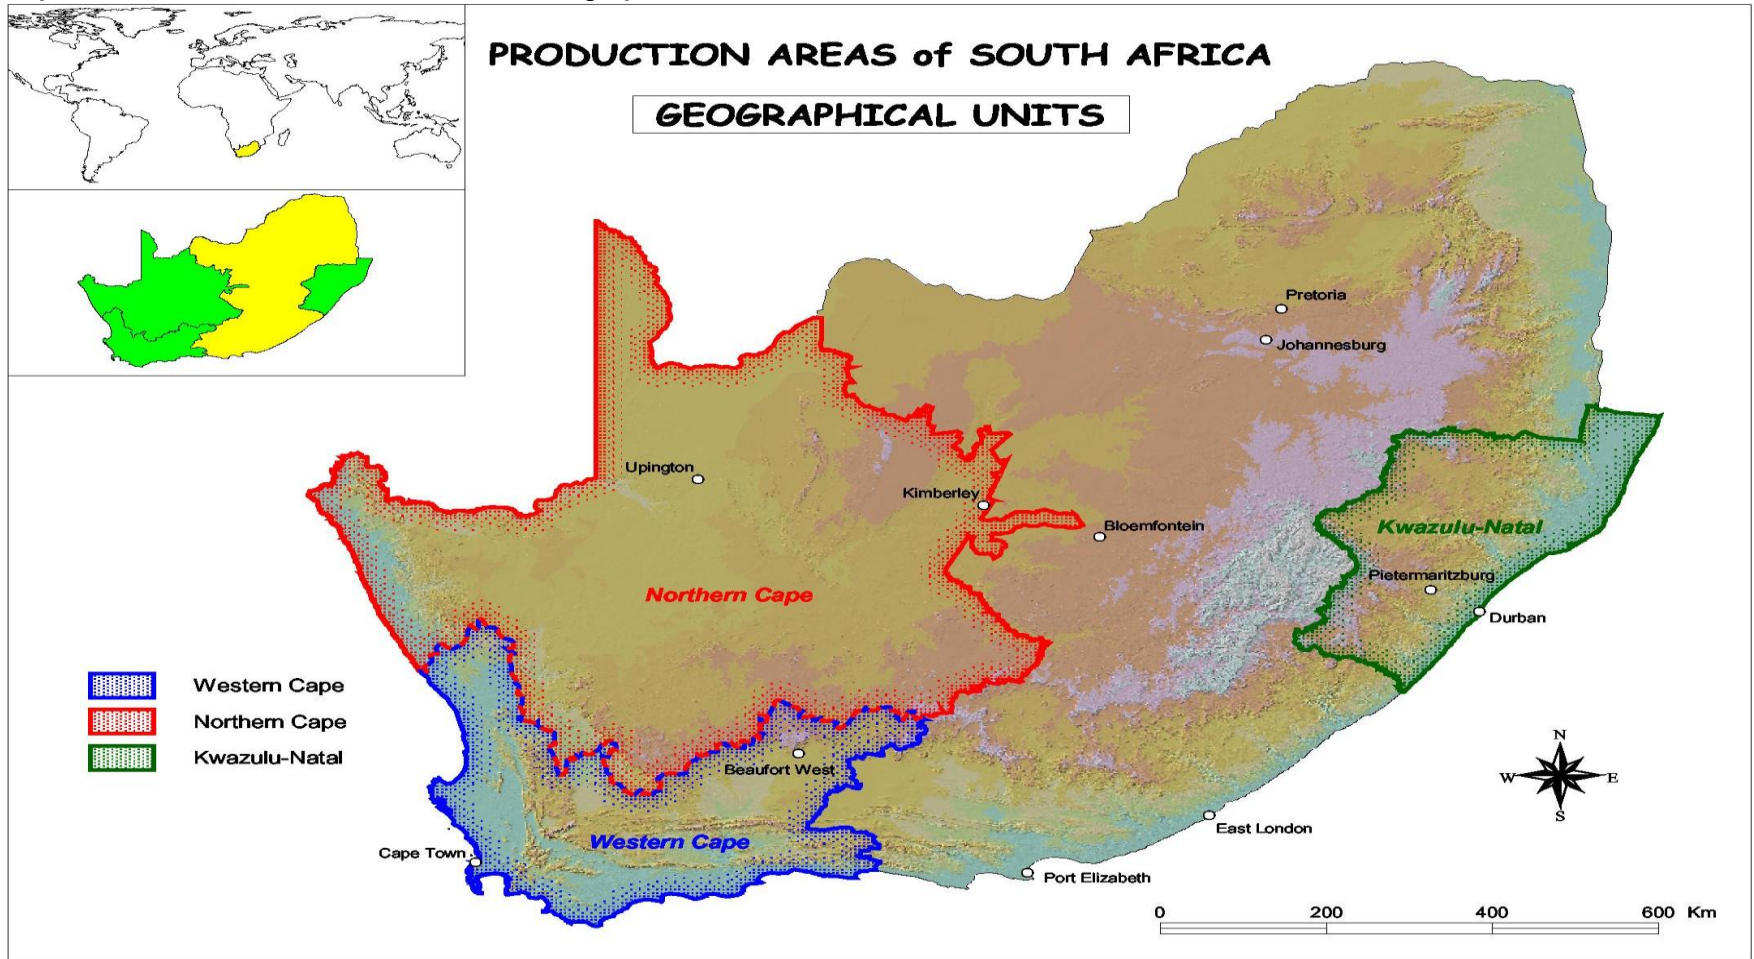 PRODUCTION AREAS of SOUTH AFRICA
GEOGRAPHICAL UNITS
Pretoria
Johannesburg
Upington
Kimberley
Bloemfontein
Kwazulu-Natal
Pietermaritzburg
Durban
Northern Cape
Western Cape
Northern Cape
Kwazulu-Natal
Beaufort West
Western Cape
Cape Town
East London
Port Elizabeth
N
W E
S
0 200 400 600 Km